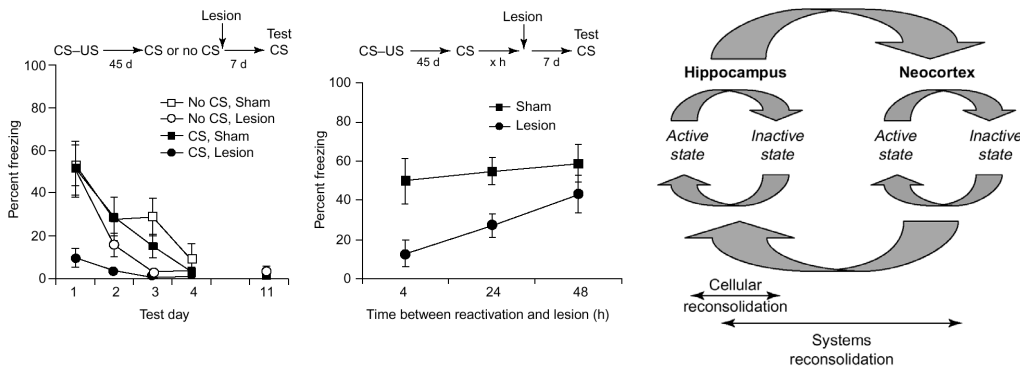 Lesion
Test
CS–US CS or no CS CS
45 d 7 d
100
80
60
40
20
0
No CS, Sham
No CS, Lesion
CS, Sham
CS, Lesion
Percent freezing
1 2 3 4 11
Test day
Lesion
Test
CS–US CS CS
45 d x h 7 d
100
80
60
40
20
0
Sham
Lesion
Percent freezing
4 24 48
Time between reactivation and lesion (h)
Hippocampus Neocortex
Active Inactive Active Inactive
state state state state
Cellular
reconsolidation
Systems
reconsolidation